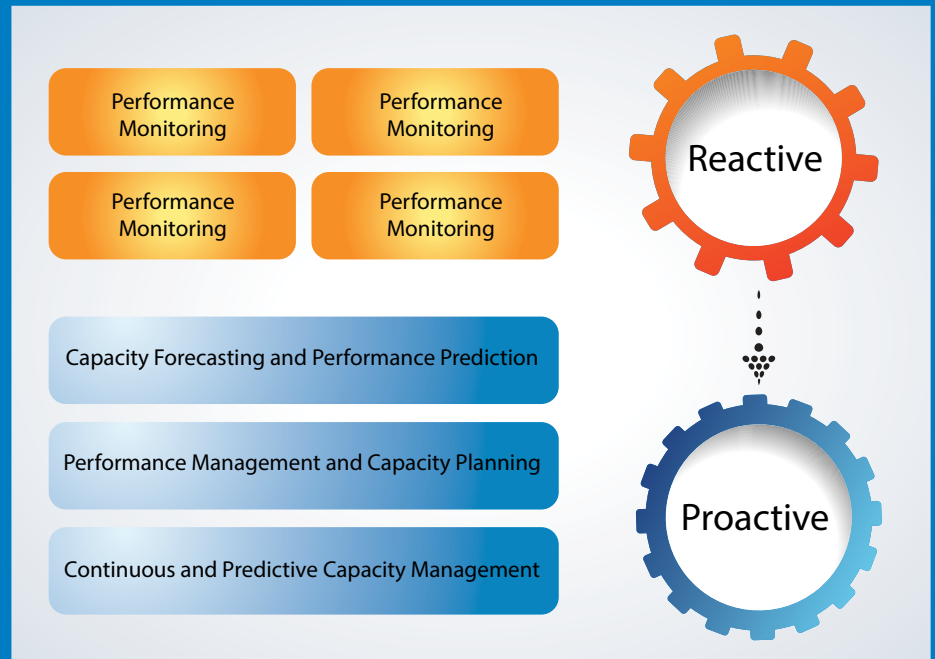 Performance
Monitoring
Performance
Monitoring
Reactive
Performance
Monitoring
Performance
Monitoring
Capacity Forecasting and Performance Prediction
Performance Management and Capacity Planning
Proactive
Continuous and Predictive Capacity Management